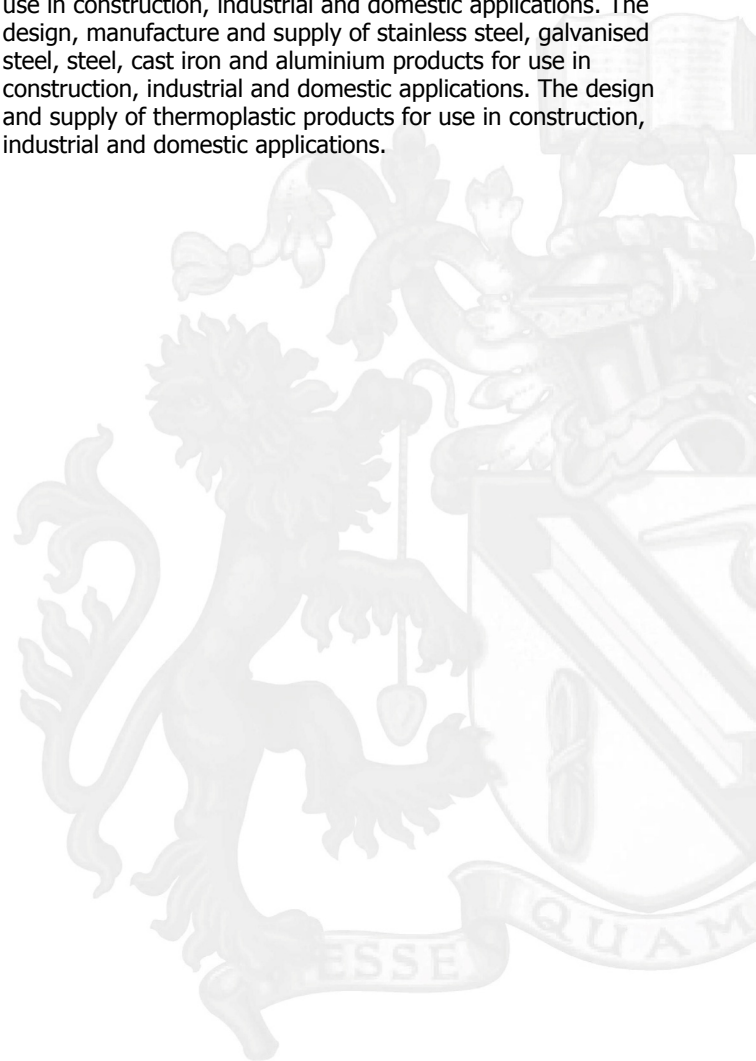 use in construction, industrial and domestic applications. The
design, manufacture and supply of stainless steel, galvanised
steel, steel, cast iron and aluminium products for use in
construction, industrial and domestic applications. The design
and supply of thermoplastic products for use in construction,
industrial and domestic applications.
ESSE QUAM